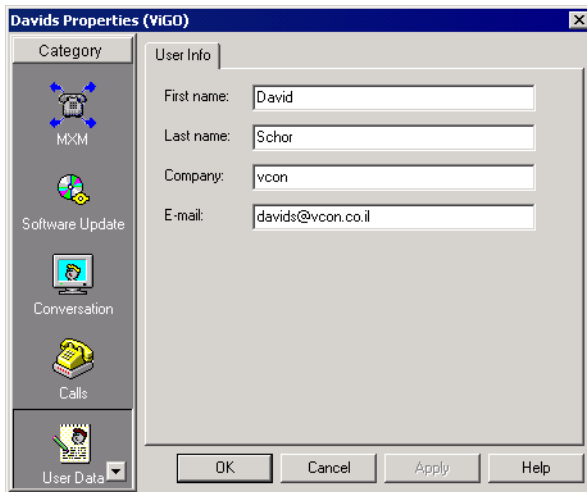 Davids Properties (ViGO)
Category
MXM
Software Update
Conversation
Calls
User Data
User Info
First name: David
Last name: Schor
Company: vcon
E-mail: davids@vcon.co.il
OK Cancel Apply Help